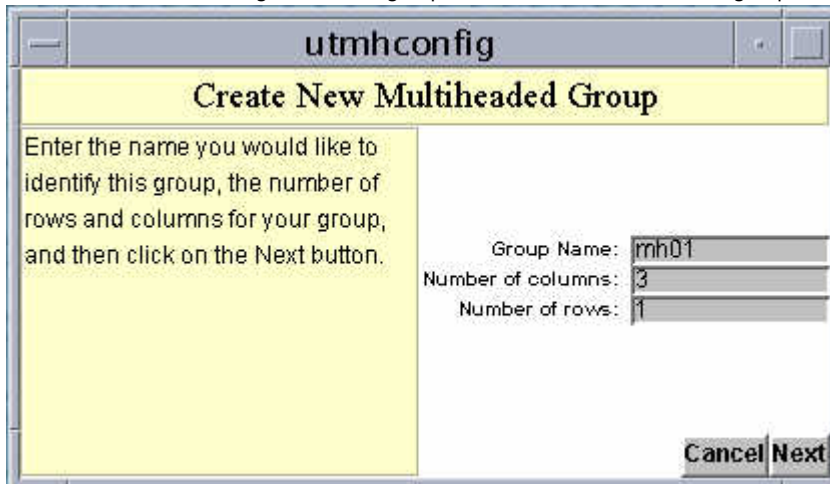 utmhconfig
Create New Multiheaded Group
Enter the name you would like to
identify this group, the number of
rows and columns for your group,
and then click on the Next button.
Group Name: mh01
Number of columns: 3
Number of rows: 1
Cancel Next